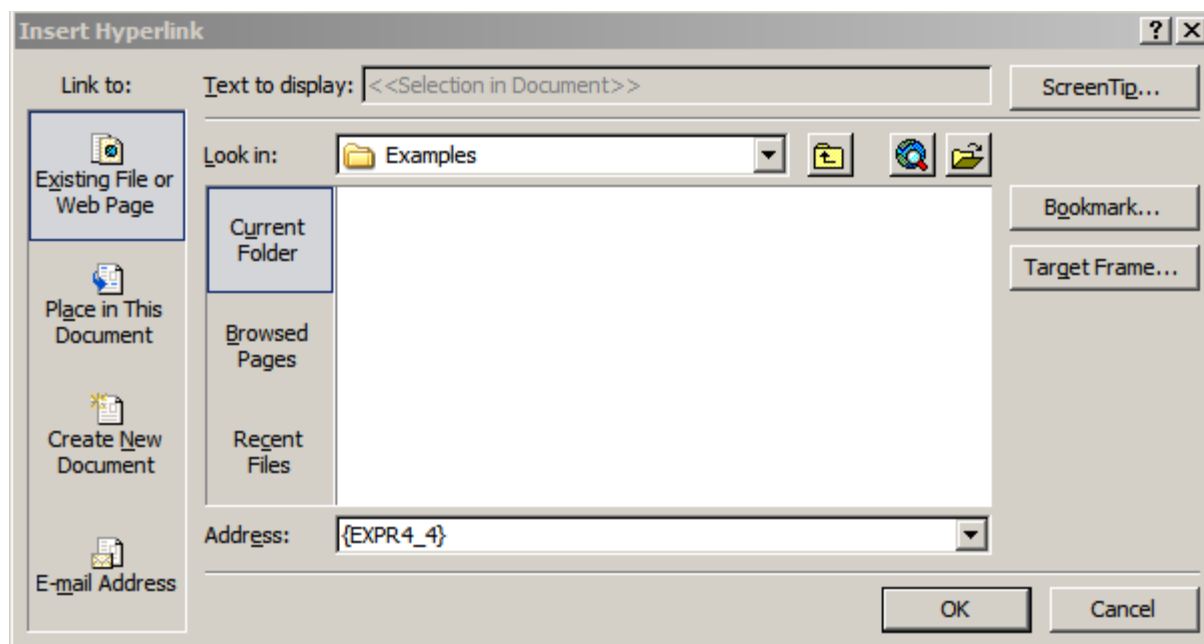 Insert Hyperlink
Link to:
Text to display: <<Selection in Document>>
ScreenTip...
Existing File or
Web Page
Look in: Examples
Current
Folder
Bookmark...
Target Frame...
Place in This
Document
Browsed
Pages
Create New
Document
Recent
Files
Address: {EXPR4_4}
E-mail Address
OK
Cancel